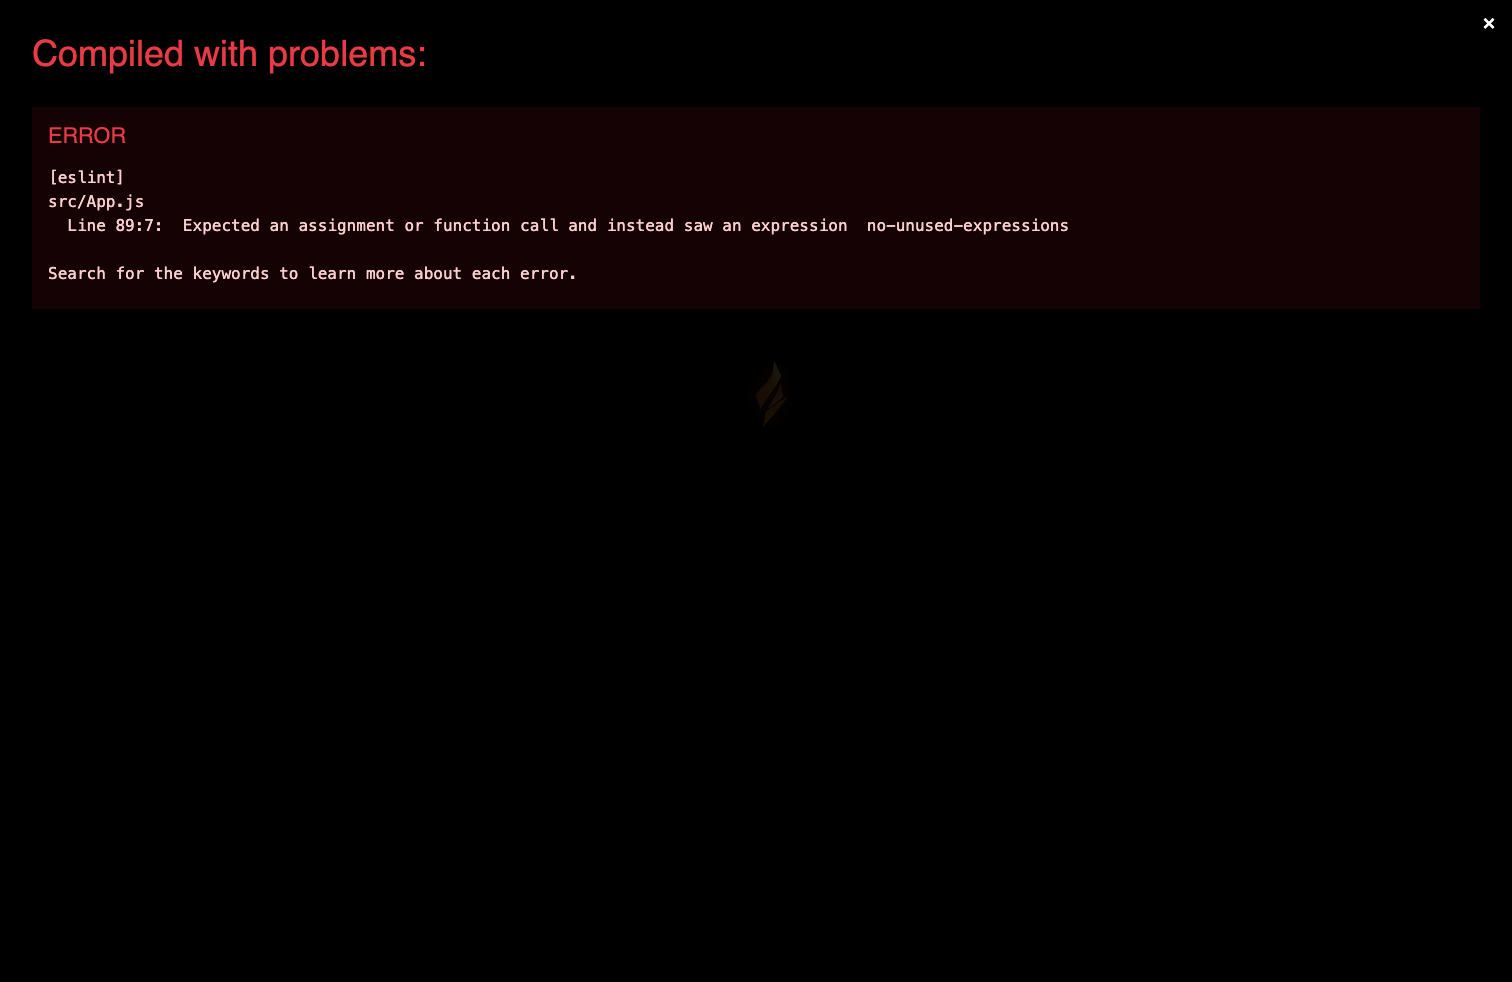 ×
Compiled with problems:
ERROR
[eslint]
src/App.js
  Line 89:7:  Expected an assignment or function call and instead saw an expression  no-unused-expressions
Search for the keywords to learn more about each error.